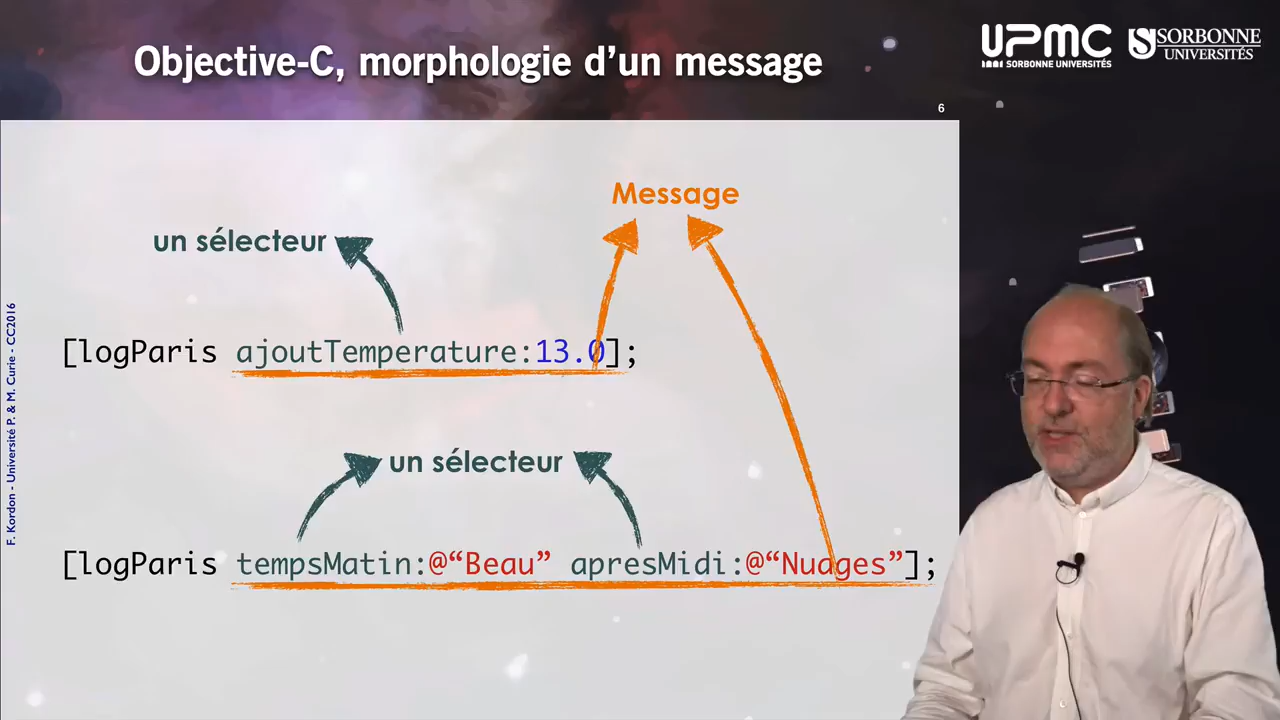 Objective-C, morphologie d’un message
UPMC
SORBONNE UNIVERSITÉS
SORBONNE
UNIVERSITÉS
6
Message
un sélecteur
[logParis ajoutTemperature:13.0];
un sélecteur
[logParis tempsMatin:@“Beau” apresMidi:@“Nuages”];
F. Kordon - Université P. & M. Curie - CC2016